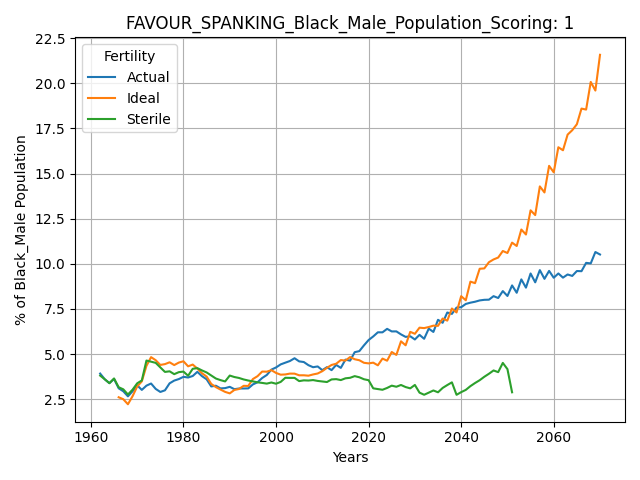 FAVOUR_SPANKING_Black_Male_Population_Scoring: 1
Fertility
Actual
Ideal
Sterile
% of Black_Male Population
22.5
20.0
17.5
15.0
12.5
10.0
7.5
5.0
2.5
1960 1980 2000 2020 2040 2060
Years